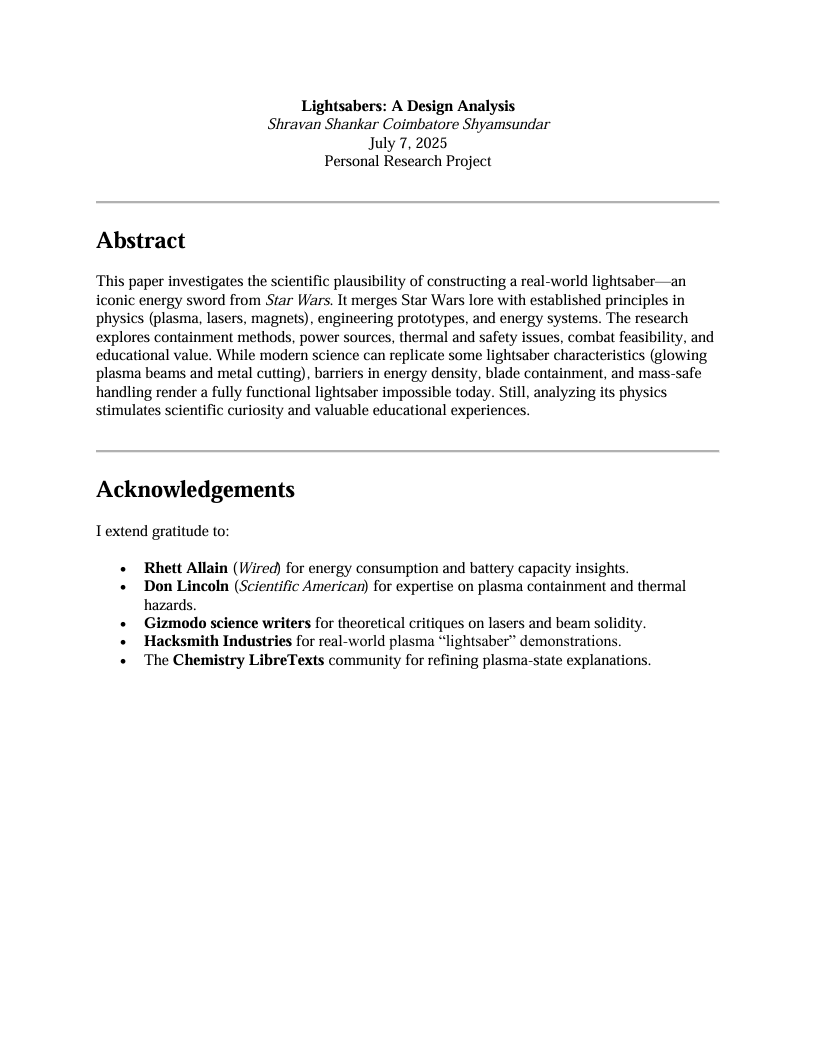 Lightsabers: A Design Analysis
Shravan Shankar Coimbatore Shyamsundar
July 7, 2025
Personal Research Project
Abstract
This paper investigates the scientific plausibility of constructing a real-world lightsaber—an
iconic energy sword from Star Wars. It merges Star Wars lore with established principles in
physics (plasma, lasers, magnets), engineering prototypes, and energy systems. The research
explores containment methods, power sources, thermal and safety issues, combat feasibility, and
educational value. While modern science can replicate some lightsaber characteristics (glowing
plasma beams and metal cutting), barriers in energy density, blade containment, and mass-safe
handling render a fully functional lightsaber impossible today. Still, analyzing its physics
stimulates scientific curiosity and valuable educational experiences.
Acknowledgements
I extend gratitude to:
• Rhett Allain (Wired) for energy consumption and battery capacity insights.
• Don Lincoln (Scientific American) for expertise on plasma containment and thermal
hazards.
• Gizmodo science writers for theoretical critiques on lasers and beam solidity.
• Hacksmith Industries for real-world plasma “lightsaber” demonstrations.
• The Chemistry LibreTexts community for refining plasma-state explanations.